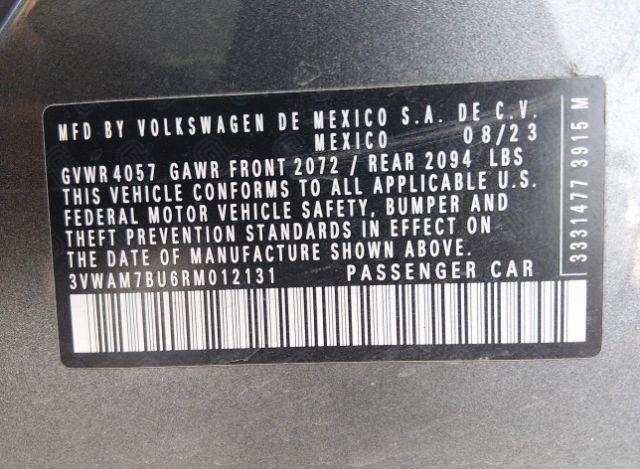 MFD BY VOLKSWAGEN DE MEXICO S.A. DE C.V.
MEXICO 08/23
GVWR 4057 GAWR FRONT 2072 / REAR 2094 LBS
THIS VEHICLE CONFORMS TO ALL APPLICABLE U.S.
FEDERAL MOTOR VEHICLE SAFETY, BUMPER AND
THEFT PREVENTION STANDARDS IN EFFECT ON
THE DATE OF MANUFACTURE SHOWN ABOVE.
3VWAM7BU6RM012131 PASSENGER CAR
3331477 3915 M